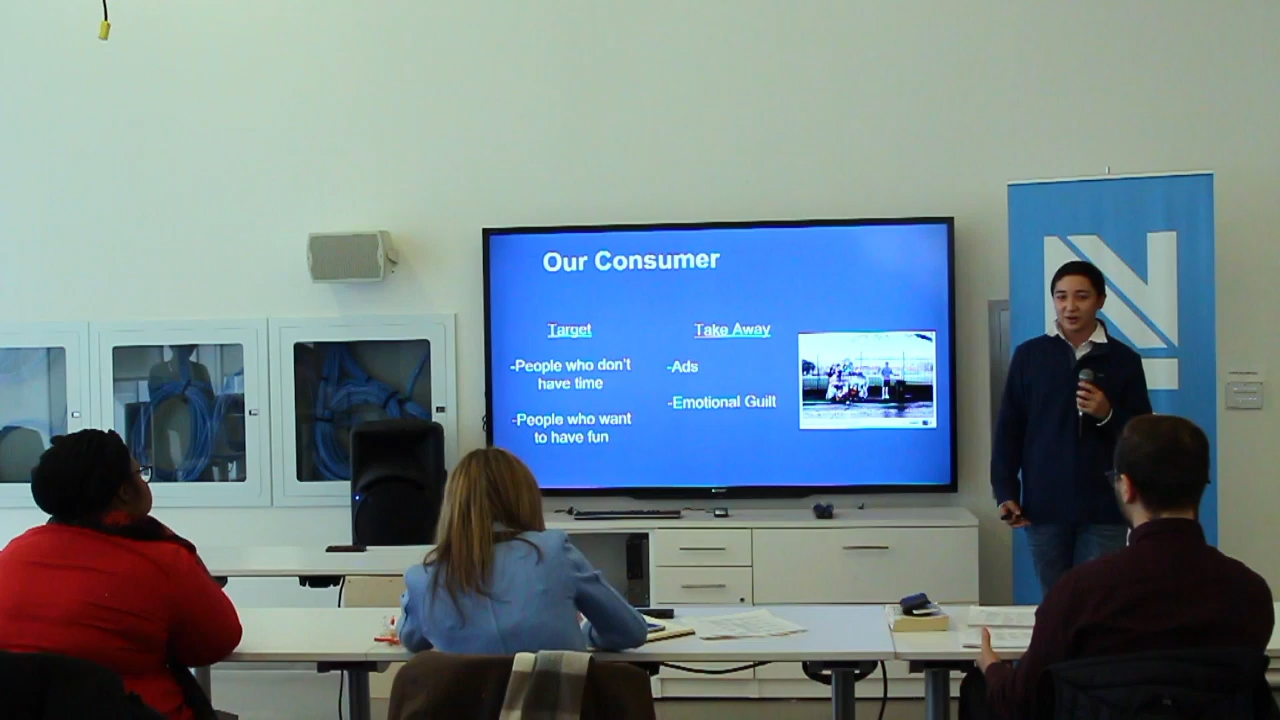 Our Consumer
Target
-People who don't
have time
-People who want
to have fun
Take Away
-Ads
-Emotional Guilt